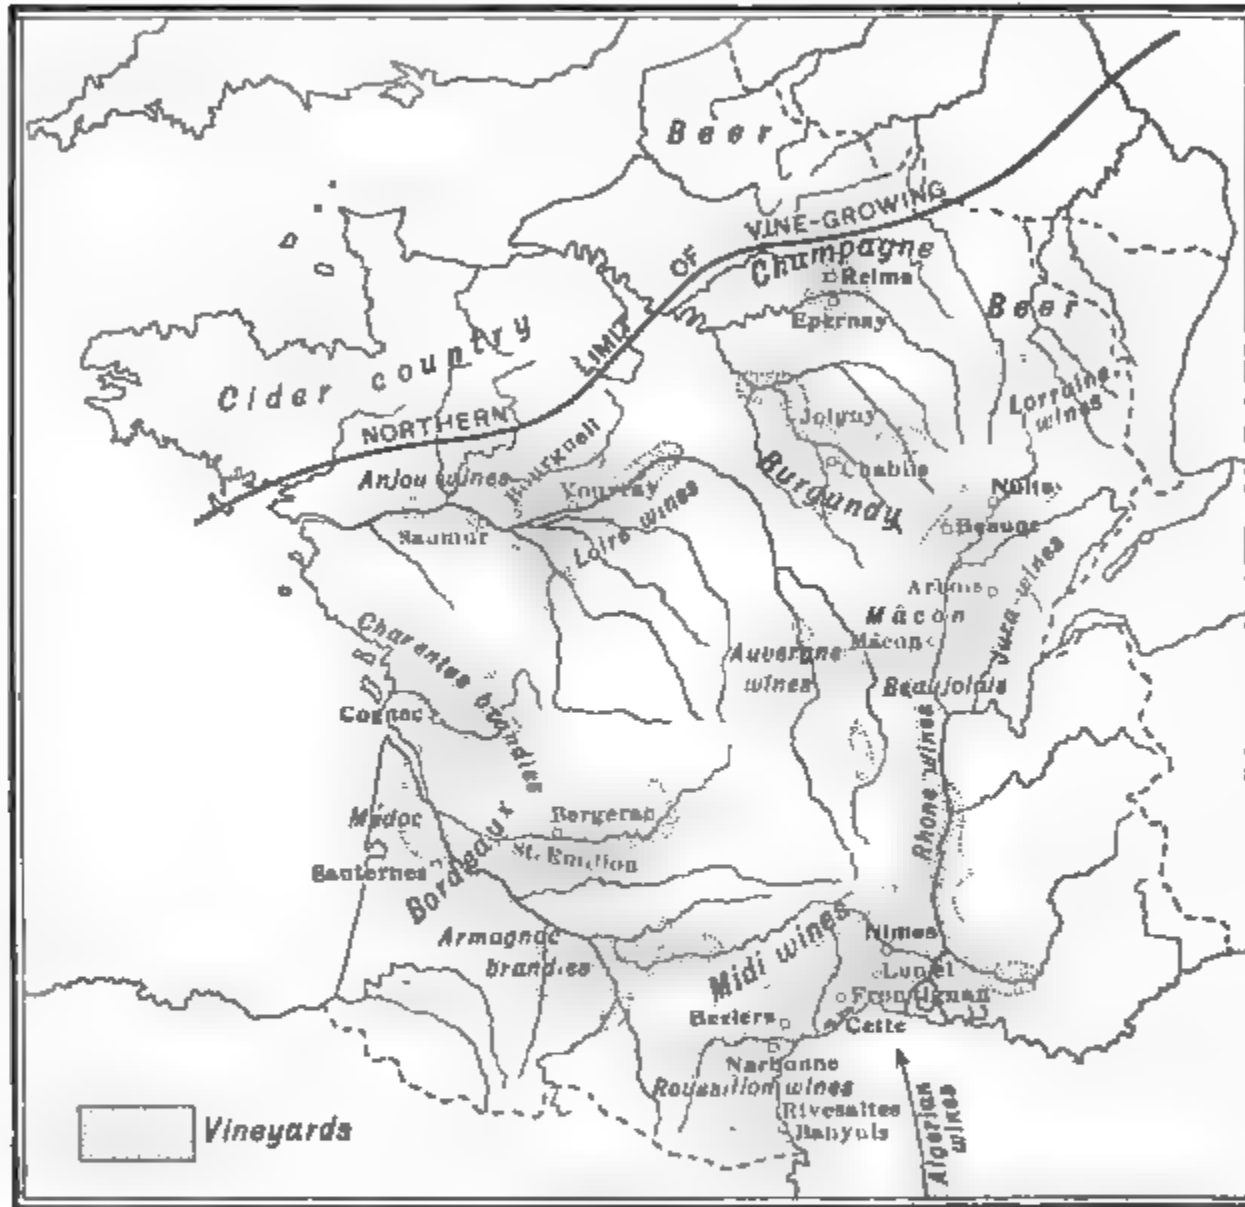 Beer
NORTHERN LIMIT OF VINE-GROWING
Champagne
Reims
Epernay
Beer
Cider country
Lorraine
wines
Joigny
Chablis
Burgundy
Anjou wines
Bourgueil
Vouvray
Saumur
Loire wines
Nuits
Beaune
Arbois
Jura wines
Mâcon
Mâcon
Beaujolais
Auvergne
wines
Charentes brandies
Cognac
Rhone wines
Médoc
Bordeaux
Bergerac
St. Emilion
Sauternes
Armagnac
brandies
Midi wines
Nimes
Lunel
Frontignan
Cette
Beziers
Narbonne
Roussillon wines
Rivesaltes
Banyuls
Algerian
wines
Vineyards